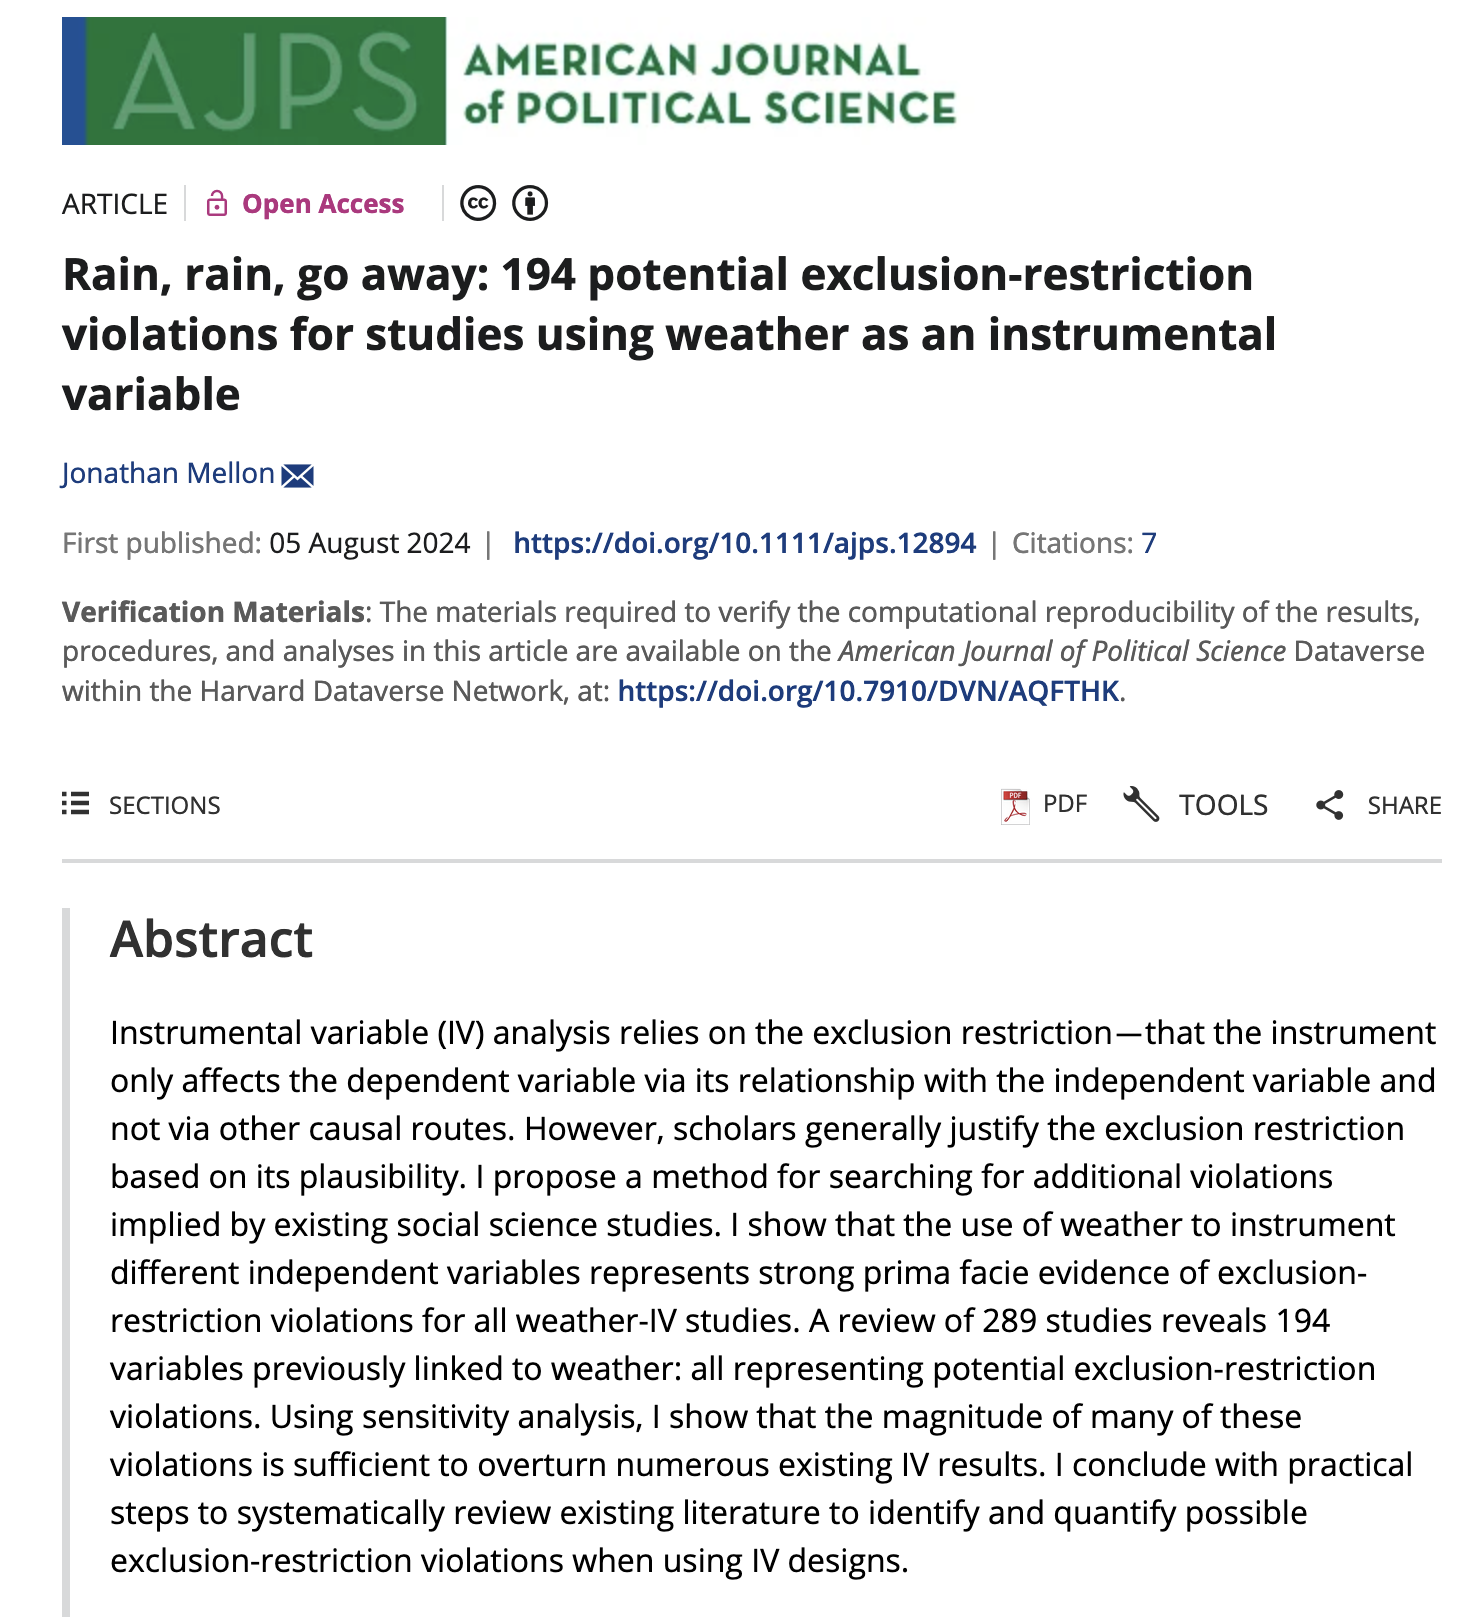 AJPS AMERICAN JOURNAL
of POLITICAL SCIENCE
ARTICLE Open Access cc
Rain, rain, go away: 194 potential exclusion-restriction
violations for studies using weather as an instrumental
variable
Jonathan Mellon
First published: 05 August 2024 | https://doi.org/10.1111/ajps.12894 | Citations: 7
Verification Materials: The materials required to verify the computational reproducibility of the results,
procedures, and analyses in this article are available on the American Journal of Political Science Dataverse
within the Harvard Dataverse Network, at: https://doi.org/10.7910/DVN/AQFTHK.
SECTIONS PDF PDF TOOLS SHARE
Abstract
Instrumental variable (IV) analysis relies on the exclusion restriction—that the instrument
only affects the dependent variable via its relationship with the independent variable and
not via other causal routes. However, scholars generally justify the exclusion restriction
based on its plausibility. I propose a method for searching for additional violations
implied by existing social science studies. I show that the use of weather to instrument
different independent variables represents strong prima facie evidence of exclusion-
restriction violations for all weather-IV studies. A review of 289 studies reveals 194
variables previously linked to weather: all representing potential exclusion-restriction
violations. Using sensitivity analysis, I show that the magnitude of many of these
violations is sufficient to overturn numerous existing IV results. I conclude with practical
steps to systematically review existing literature to identify and quantify possible
exclusion-restriction violations when using IV designs.